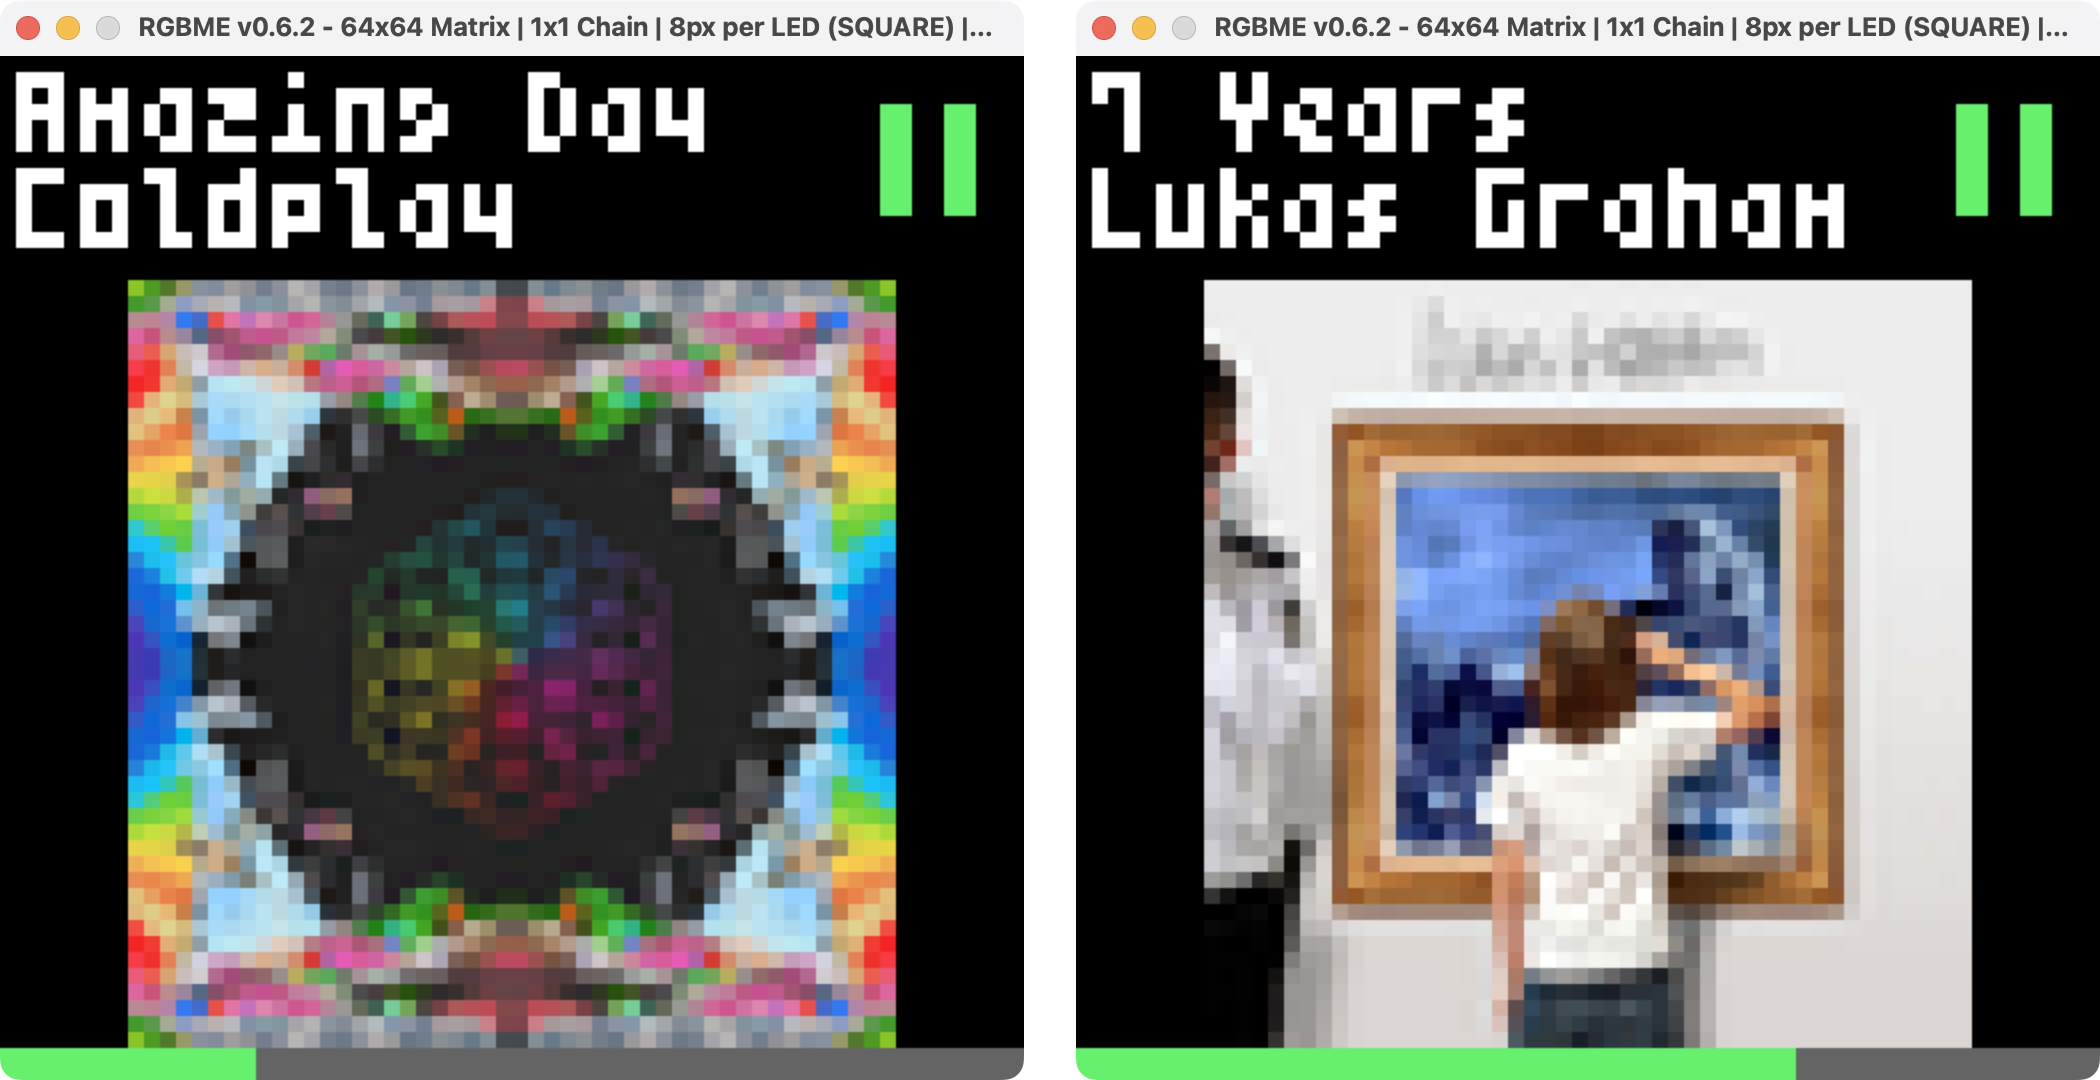 RGBME v0.6.2 - 64x64 Matrix | 1x1 Chain | 8px per LED (SQUARE) |...
Amazing Day
Coldplay
RGBME v0.6.2 - 64x64 Matrix | 1x1 Chain | 8px per LED (SQUARE) |...
7 Years
Lukas Graham